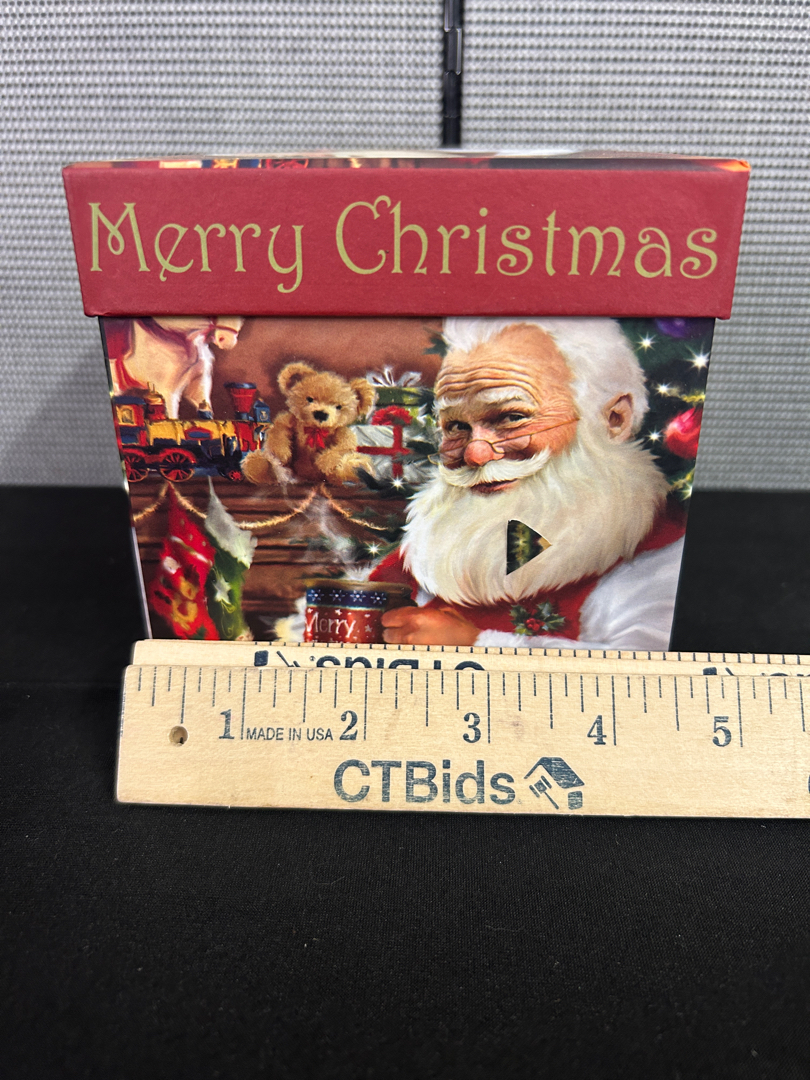 Merry Christmas
Merry
1 MADE IN USA 2 3 4 5
CTBids